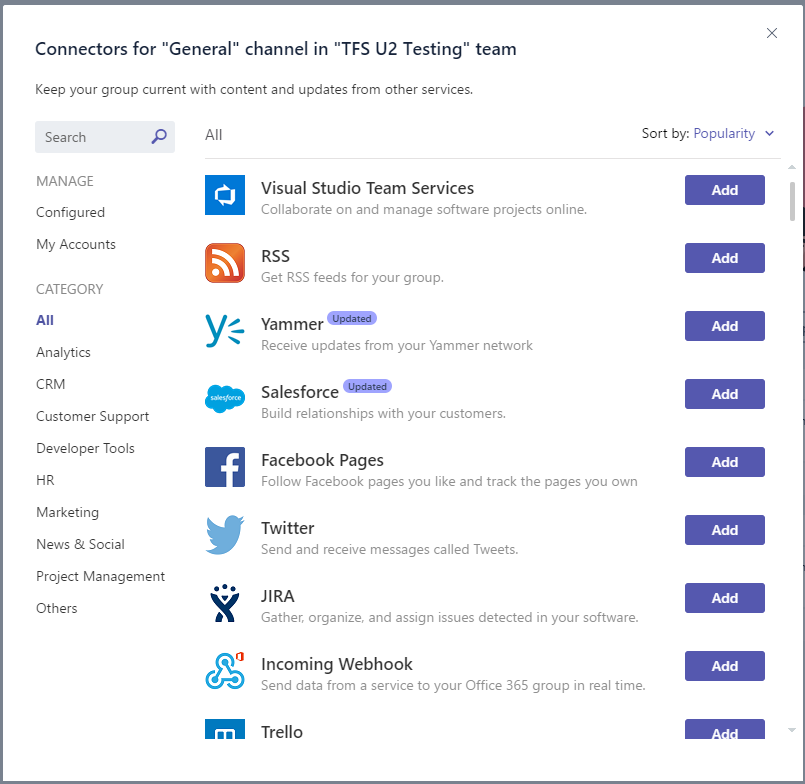 Connectors for "General" channel in "TFS U2 Testing" team
Keep your group current with content and updates from other services.
Search
MANAGE
Configured
My Accounts
CATEGORY
All
Analytics
CRM
Customer Support
Developer Tools
HR
Marketing
News & Social
Project Management
Others
All
Sort by: Popularity
Visual Studio Team Services
Collaborate on and manage software projects online.
Add
RSS
Get RSS feeds for your group.
Add
Yammer Updated
Receive updates from your Yammer network
Add
salesforce
Salesforce Updated
Build relationships with your customers.
Add
Facebook Pages
Follow Facebook pages you like and track the pages you own
Add
Twitter
Send and receive messages called Tweets.
Add
JIRA
Gather, organize, and assign issues detected in your software.
Add
Incoming Webhook
Send data from a service to your Office 365 group in real time.
Add
Trello
Add